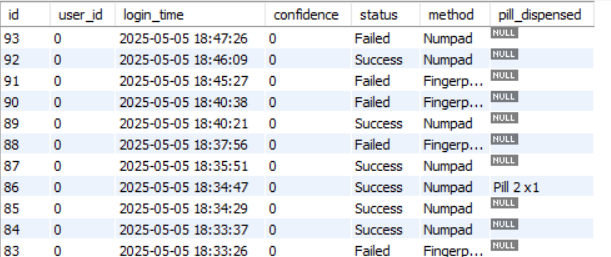 id user_id login_time confidence status method pill_dispensed
93 0 2025-05-05 18:47:26 0 Failed Numpad NULL
92 0 2025-05-05 18:46:09 0 Success Numpad NULL
91 0 2025-05-05 18:45:27 0 Failed Fingerp... NULL
90 0 2025-05-05 18:40:38 0 Failed Fingerp... NULL
89 0 2025-05-05 18:40:21 0 Success Numpad NULL
88 0 2025-05-05 18:37:56 0 Failed Fingerp... NULL
87 0 2025-05-05 18:35:51 0 Success Numpad NULL
86 0 2025-05-05 18:34:47 0 Success Numpad Pill 2 x1
85 0 2025-05-05 18:34:29 0 Success Numpad NULL
84 0 2025-05-05 18:33:37 0 Success Numpad NULL
83 0 2025-05-05 18:33:26 0 Failed Fingerp... NULL